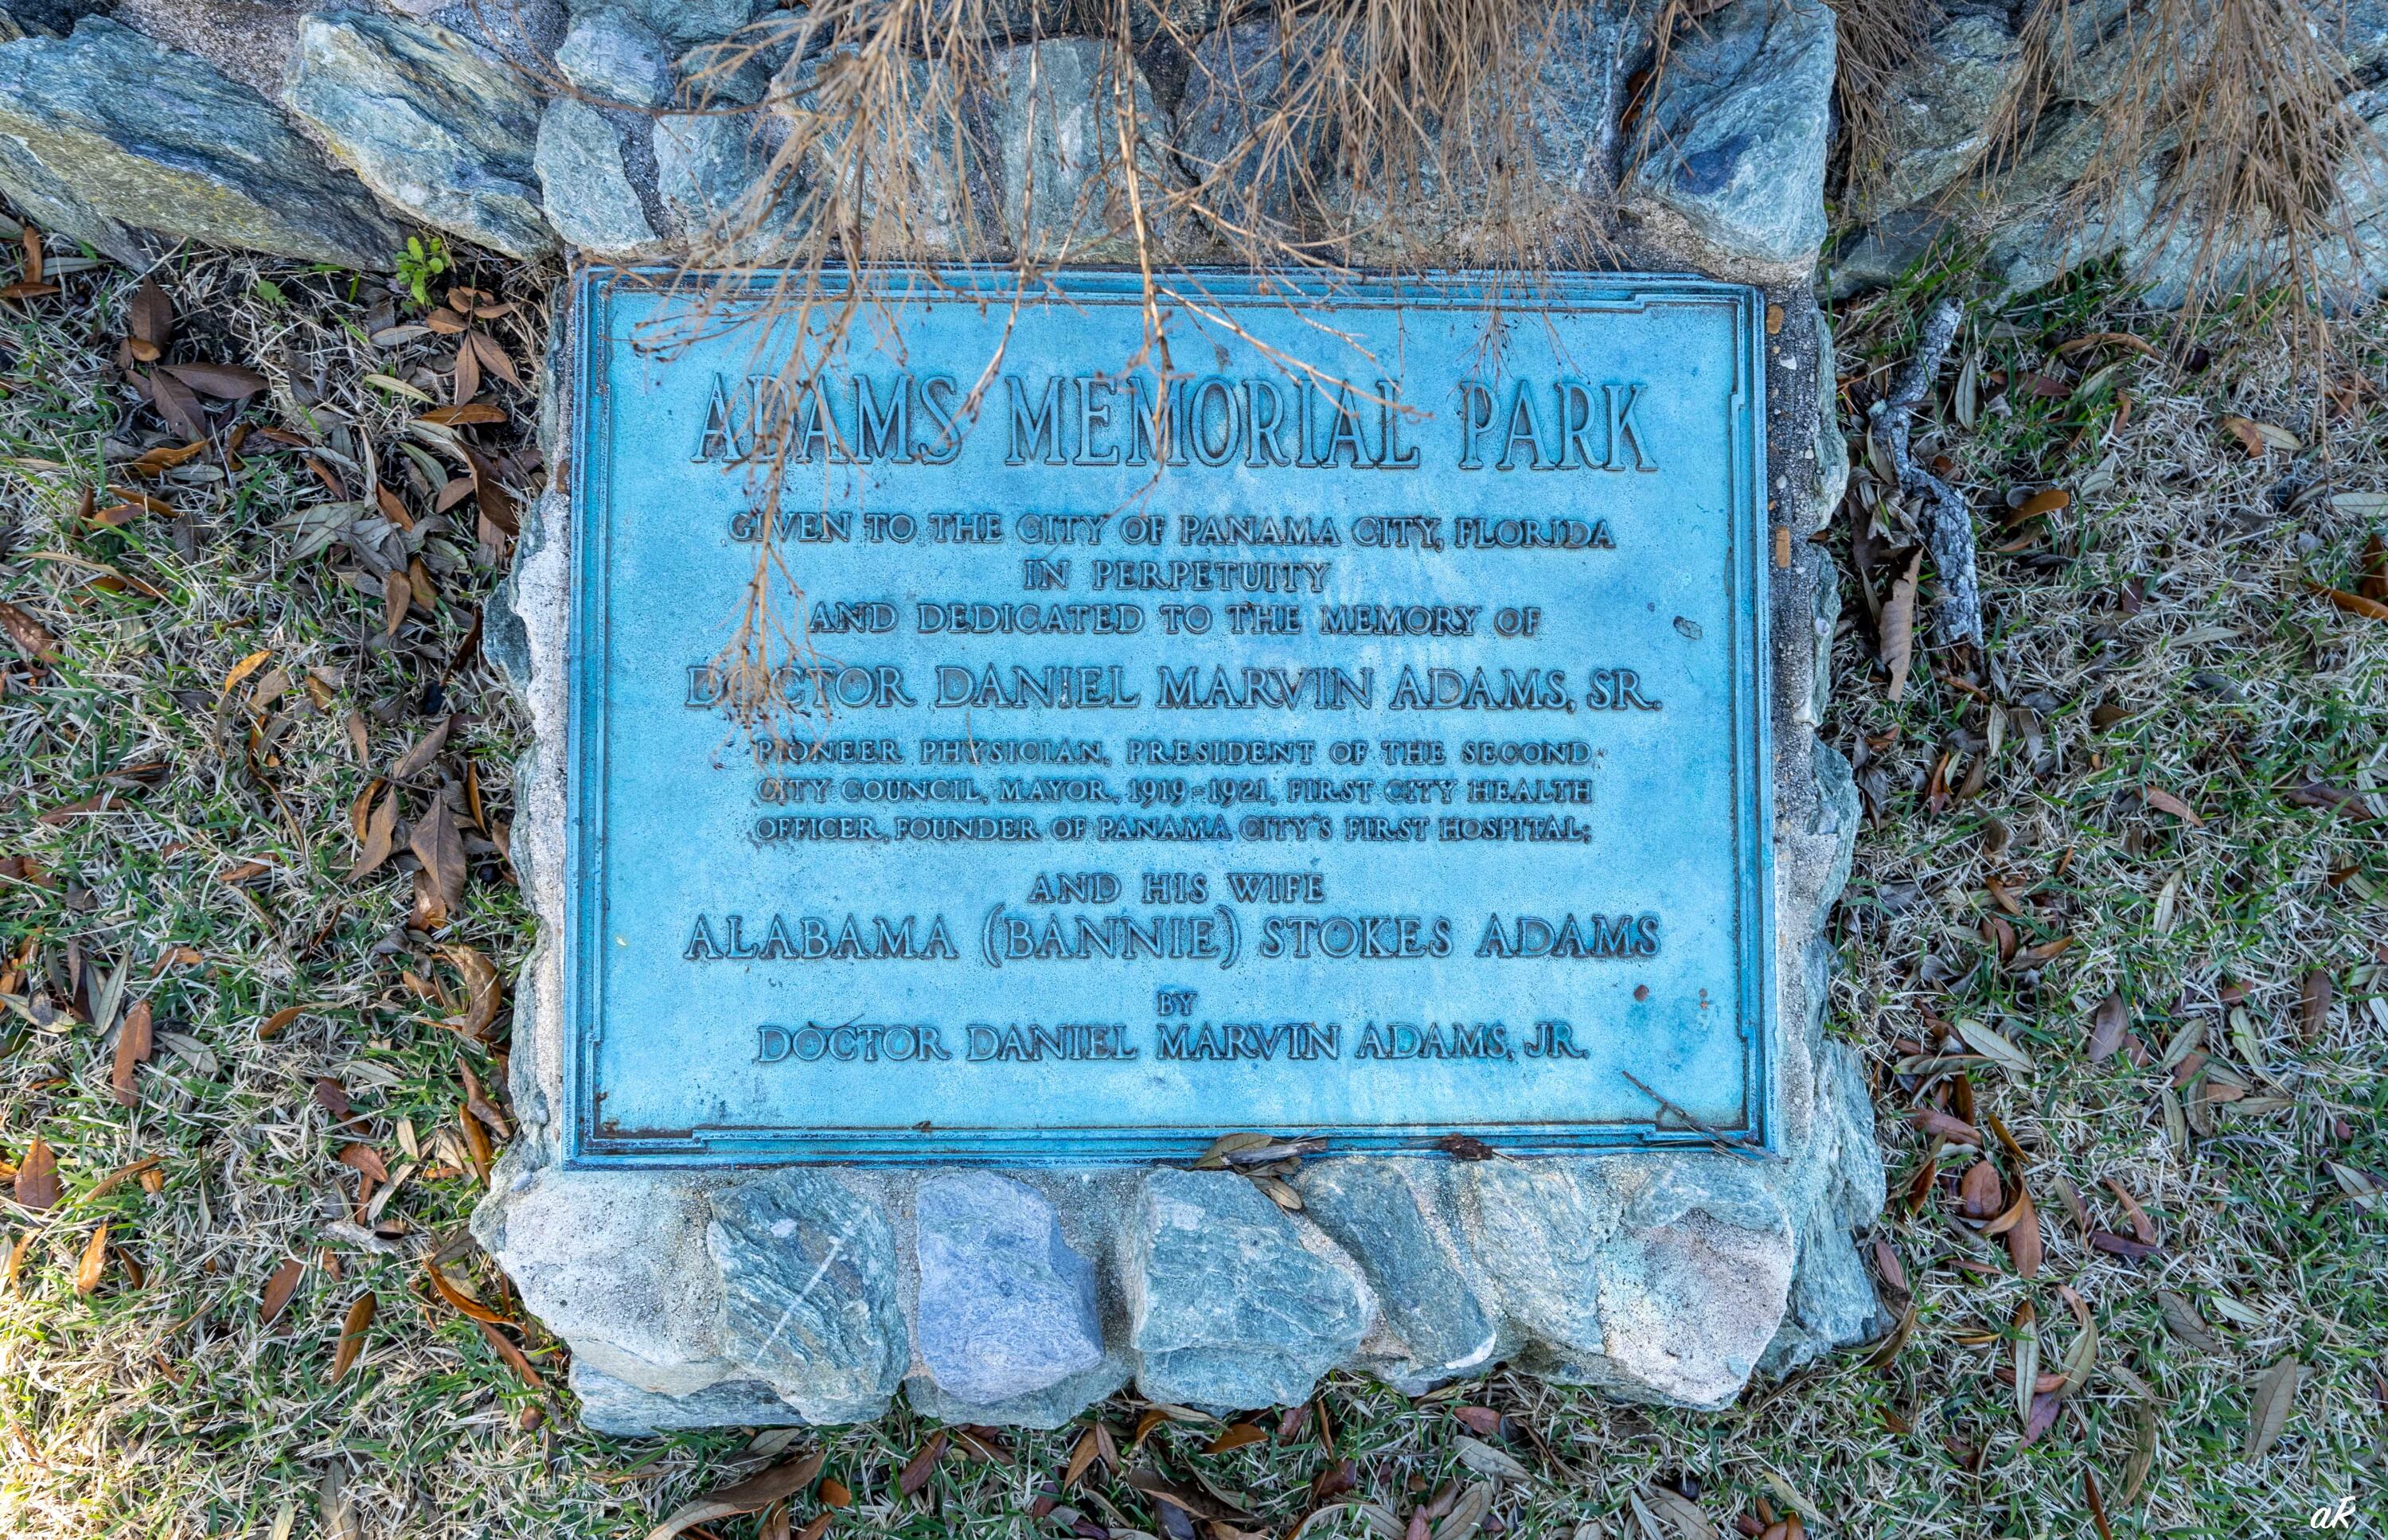 ADAMS MEMORIAL PARK
GIVEN TO THE CITY OF PANAMA CITY, FLORIDA
IN PERPETUITY
AND DEDICATED TO THE MEMORY OF
DOCTOR DANIEL MARVIN ADAMS, SR.
PIONEER PHYSICIAN, PRESIDENT OF THE SECOND
CITY COUNCIL, MAYOR, 1919-1921, FIRST CITY HEALTH
OFFICER, FOUNDER OF PANAMA CITY'S FIRST HOSPITAL;
AND HIS WIFE
ALABAMA (BANNIE) STOKES ADAMS
BY
DOCTOR DANIEL MARVIN ADAMS, JR.
aR